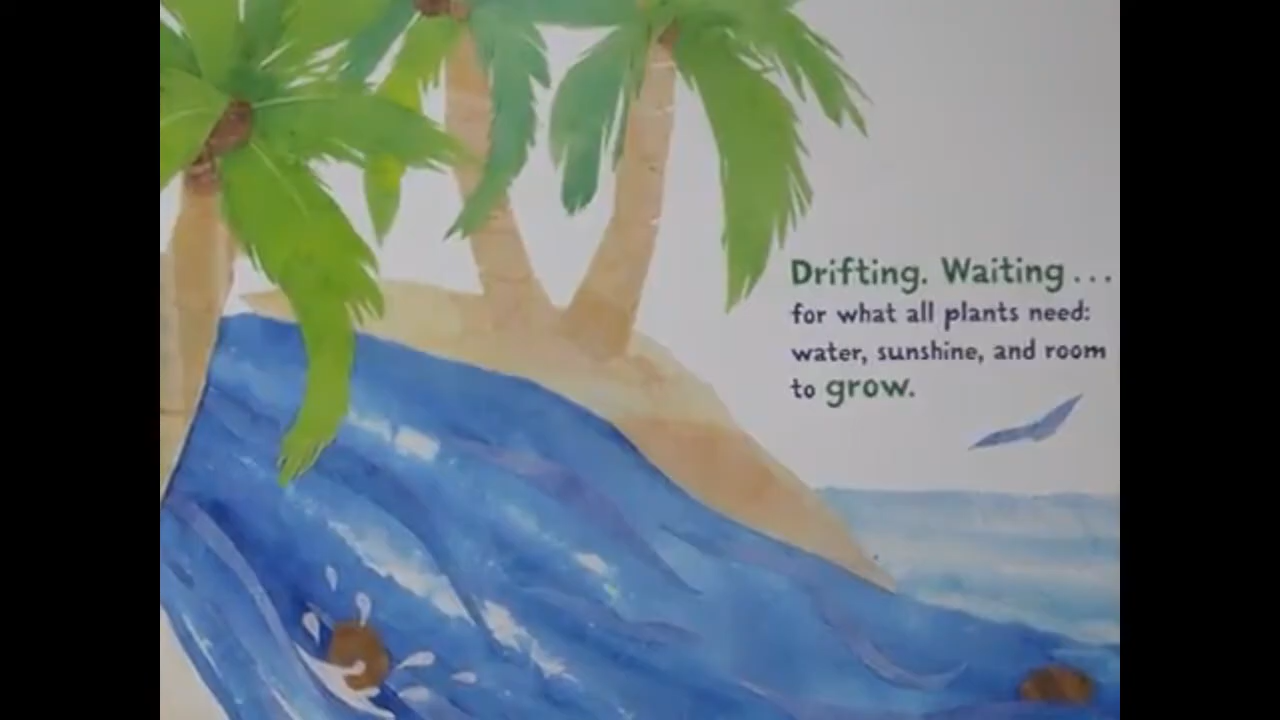 Drifting. Waiting . . .
for what all plants need:
water, sunshine, and room
to grow.